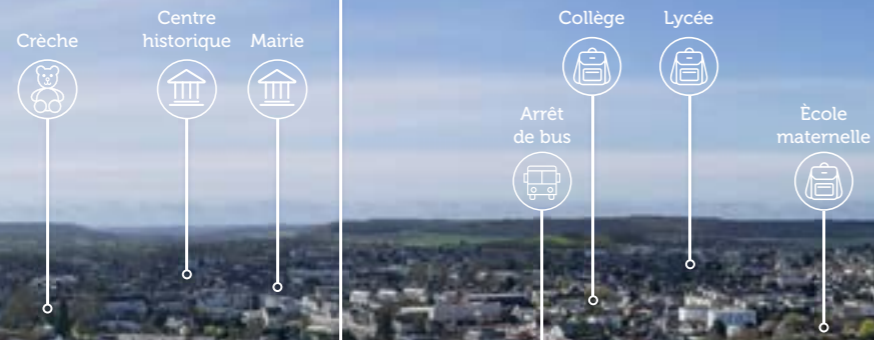 Crèche
Centre
historique
Mairie
Arrêt
de bus
Collège
Lycée
Ècole
maternelle